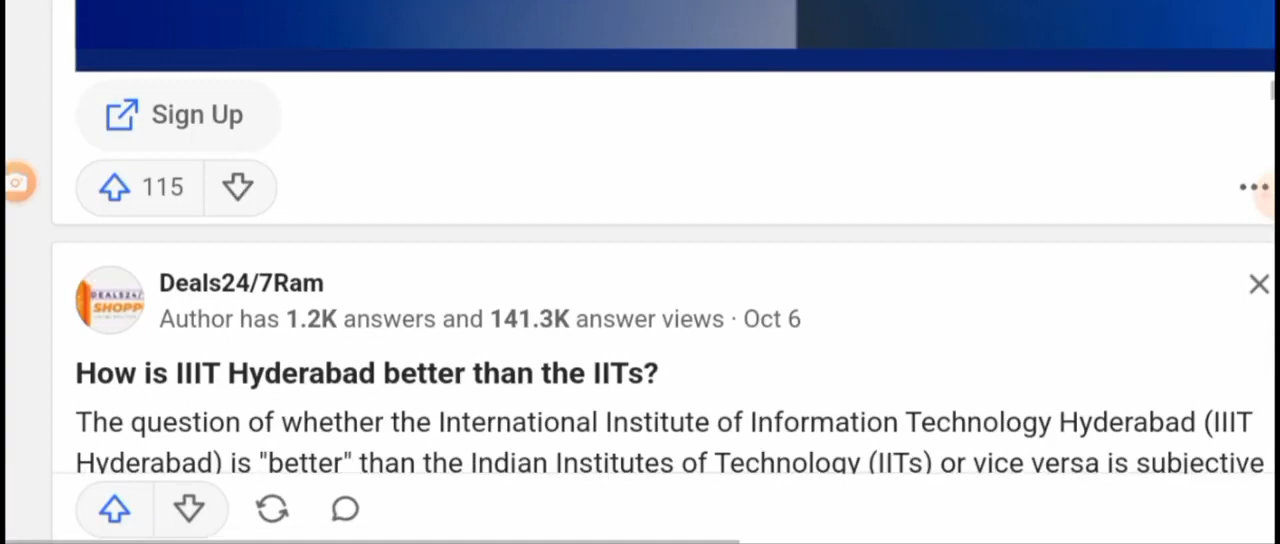 Sign Up
115
Deals24/7Ram
DEALS24/
SHOPP
Author has 1.2K answers and 141.3K answer views · Oct 6
How is IIIT Hyderabad better than the IITs?
The question of whether the International Institute of Information Technology Hyderabad (IIIT
Hyderabad) is "better" than the Indian Institutes of Technology (IITs) or vice versa is subjective